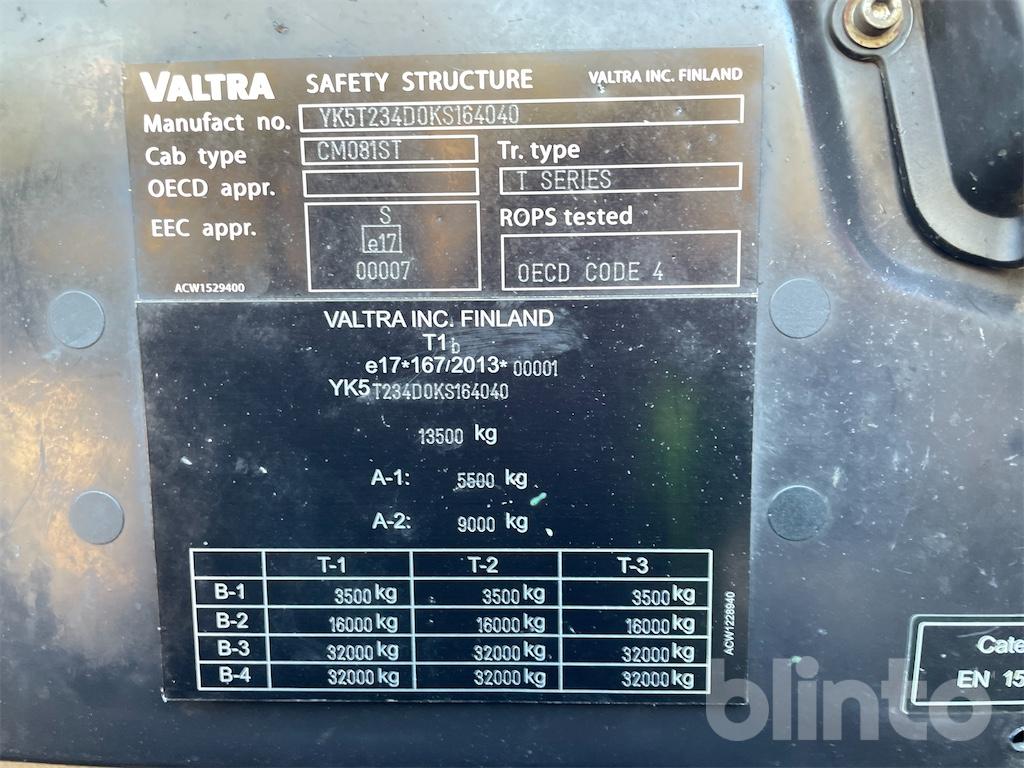 VALTRA SAFETY STRUCTURE VALTRA INC. FINLAND
Manufact no. YK5T234D0KS164040
Cab type CM081ST Tr. type
OECD appr. T SERIES
EEC appr. S ROPS tested
e17
00007 OECD CODE 4
ACW1529400
VALTRA INC. FINLAND
T1b
e17*167/2013*00001
YK5T234D0KS164040
13500 kg
A-1: 5500 kg
A-2: 9000 kg
T-1 T-2 T-3
B-1 3500 kg 3500 kg 3500 kg
B-2 16000 kg 16000 kg 16000 kg
B-3 32000 kg 32000 kg 32000 kg
B-4 32000 kg 32000 kg 32000 kg
ACW1228940
Cate
EN 15
blinto